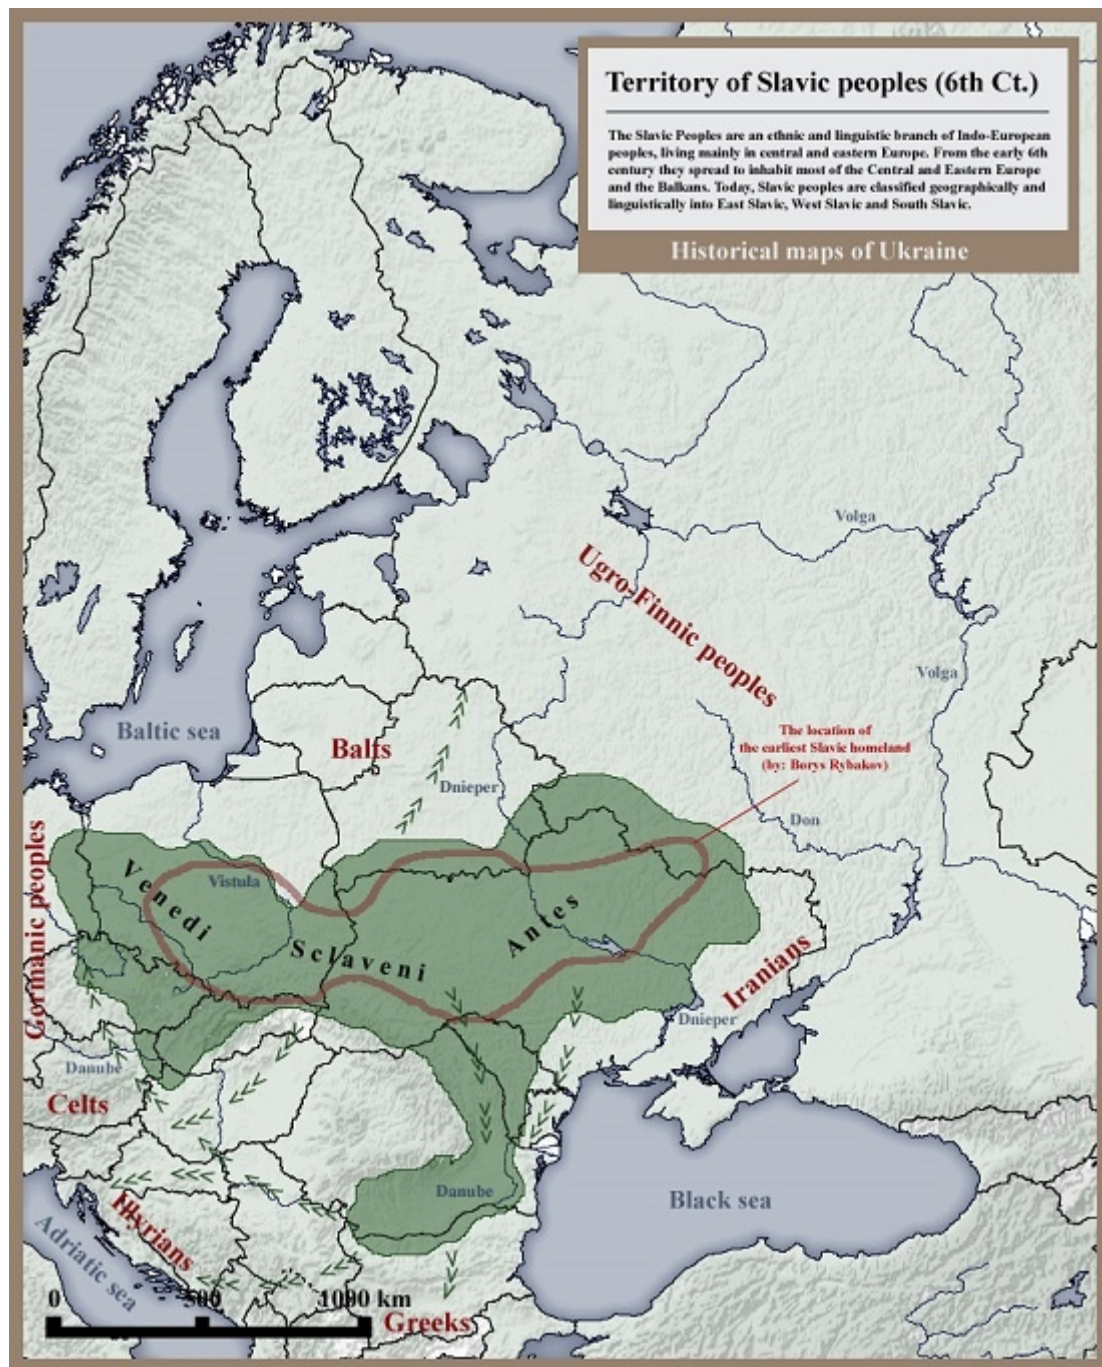 Territory of Slavic peoples (6th Ct.)
The Slavic Peoples are an ethnic and linguistic branch of Indo-European
peoples, living mainly in central and eastern Europe. From the early 6th
century they spread to inhabit most of the Central and Eastern Europe
and the Balkans. Today, Slavic peoples are classified geographically and
linguistically into East Slavic, West Slavic and South Slavic.
Historical maps of Ukraine
Volga
Ugro-Finnic peoples
Volga
Baltic sea
Balts
The location of
the earliest Slavic homeland
(by: Borys Rybakov)
Dnieper
Don
Gormanic peoples
Venedi
Vistula
Antes
Sclaveni
Iranians
Dnieper
Danube
Celts
Danube
Black sea
Illyrians
Adriatic sea
0 500 1000 km
Greeks